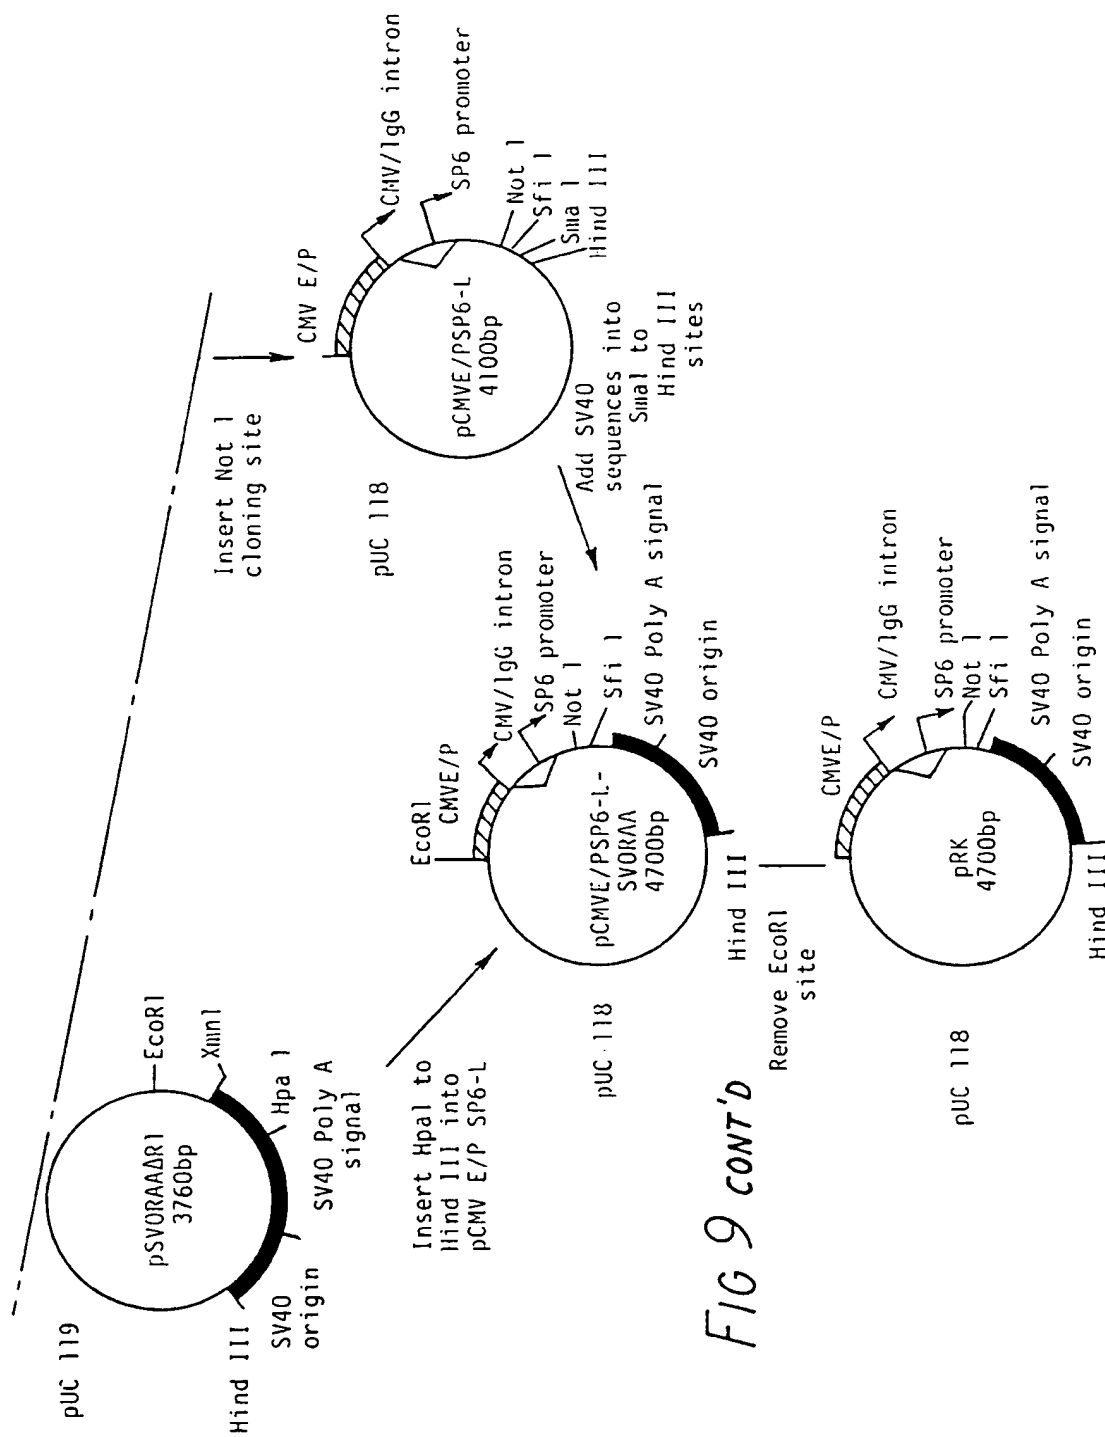 pUC 119
Hind III
SV40
origin
pSVORAAΔR1
3760bp
EcoR1
Xmn1
Hpa 1
SV40 Poly A
signal
Insert Hpal to
Hind III into
pCMV E/P SP6-L
Insert Not 1
cloning site
pUC 118
CMV E/P
CMV/1gG intron
SP6 promoter
pCMVE/PSP6-L
4100bp
Not 1
Sfi 1
Sma 1
Hind III
Add SV40
sequences into
Smal to
Hind III
sites
EcoR1
CMVE/P
CMV/1gG intron
SP6 promoter
Not 1
Sfi 1
SV40 Poly A signal
SV40 origin
pCMVE/PSP6-L-
SVORAA
4700bp
pUC 118
Hind III
Remove EcoR1
site
CMVE/P
CMV/1gG intron
SP6 promoter
Not 1
Sfi 1
SV40 Poly A signal
SV40 origin
pRK
4700bp
Hind III
pUC 118
FIG 9 CONT'D